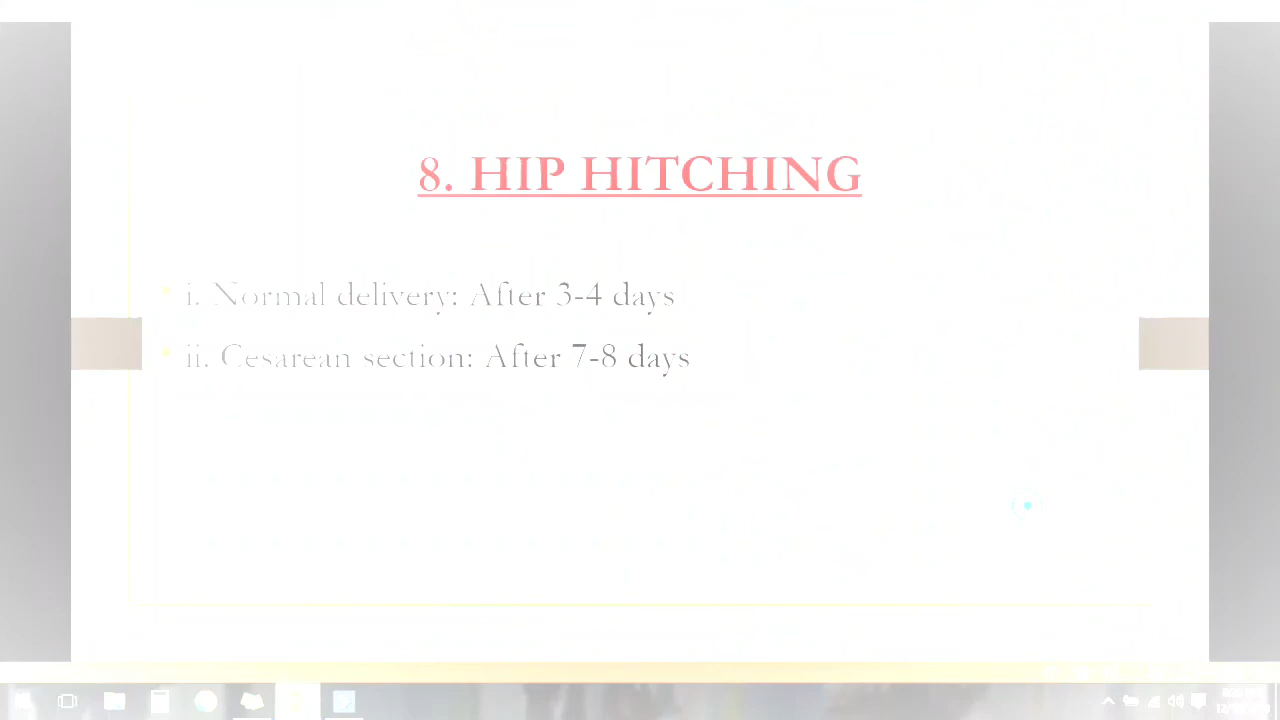 8. HIP HITCHING
i. Normal delivery: After 3-4 days
ii. Cesarean section: After 7-8 days